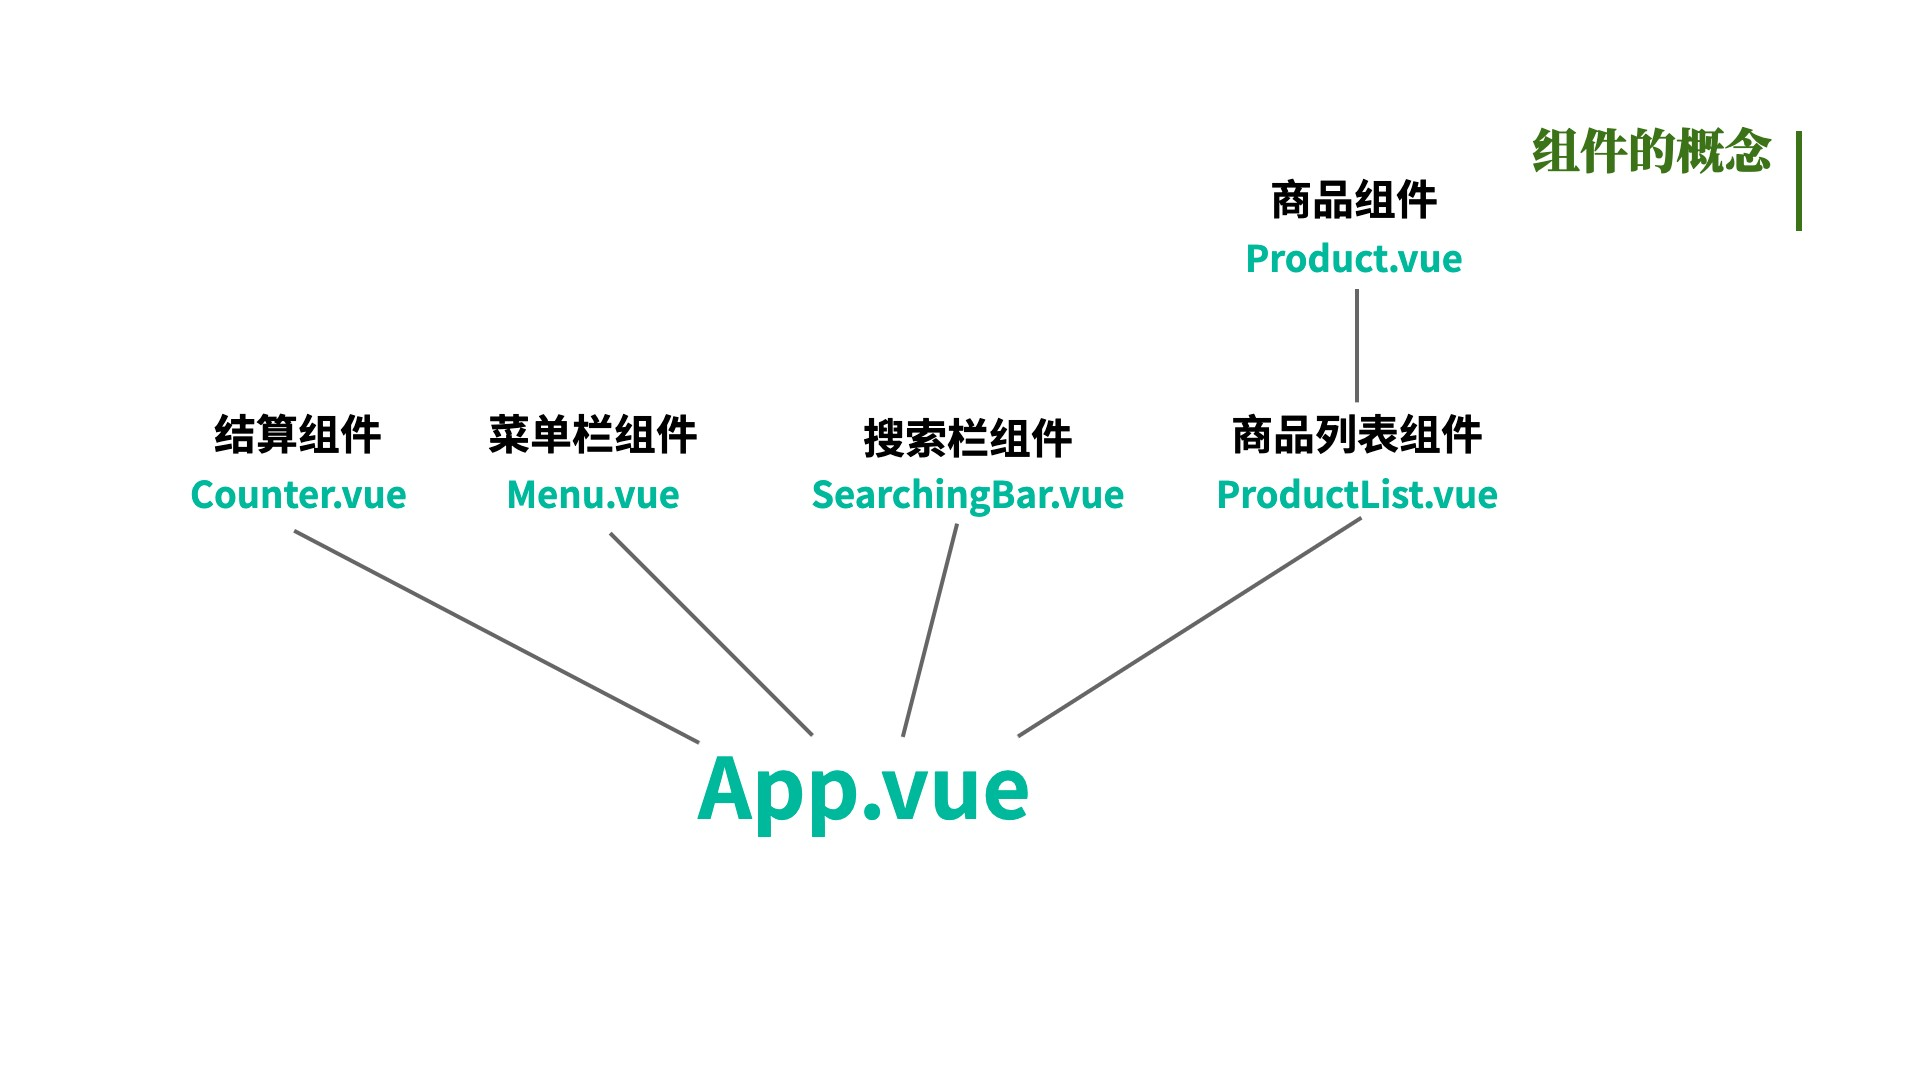 组件的概念
商品组件
Product.vue
结算组件
Counter.vue
菜单栏组件
Menu.vue
搜索栏组件
SearchingBar.vue
商品列表组件
ProductList.vue
App.vue